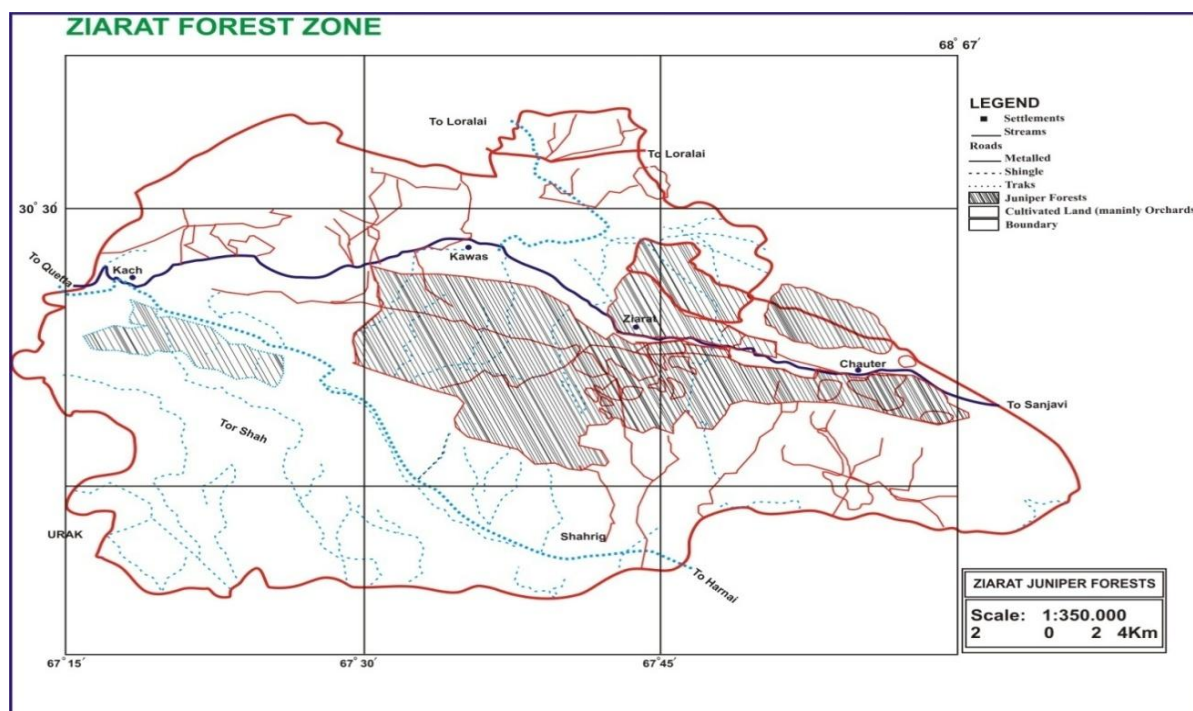 ZIARAT FOREST ZONE
68° 67′
To Loralai
To Loralai
30° 30′
LEGEND
Settlements
Streams
Roads
Metalled
Shingle
Traks
Juniper Forests
Cultivated Land (maninly Orchards
Boundary
To Quetta
Kach
Kawas
Ziarat
Chauter
To Sanjavi
Tor Shah
URAK
Shahrig
To Harnai
ZIARAT JUNIPER FORESTS
Scale: 1:350.000
2 0 2 4Km
67° 15′
67° 30′
67° 45′